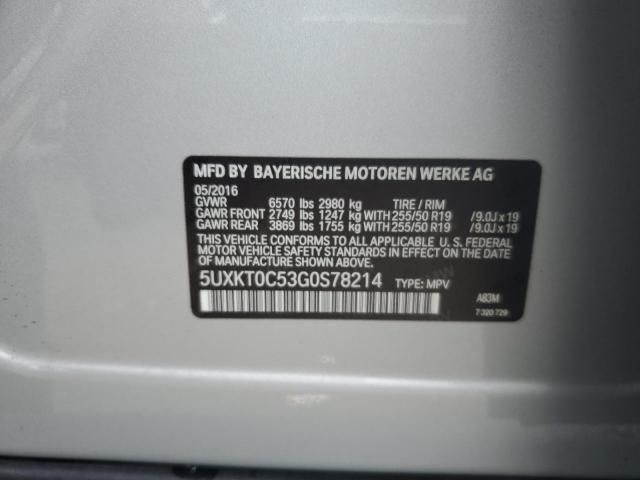 MFD BY BAYERISCHE MOTOREN WERKE AG
05/2016
GVWR 6570 lbs 2980 kg TIRE / RIM
GAWR FRONT 2749 lbs 1247 kg WITH 255/50 R19 /9.0J x 19
GAWR REAR 3869 lbs 1755 kg WITH 255/50 R19 /9.0J x 19
THIS VEHICLE CONFORMS TO ALL APPLICABLE U. S. FEDERAL
MOTOR VEHICLE SAFETY STANDARDS IN EFFECT ON THE
DATE OF MANUFACTURE SHOWN ABOVE.
5UXKT0C53G0S78214 TYPE: MPV
A83M
7 320 729